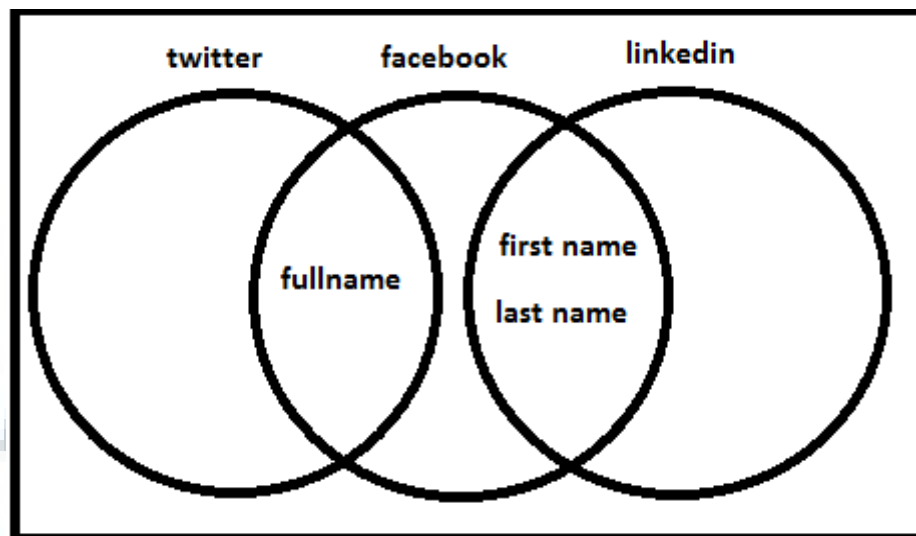 twitter facebook linkedin
fullname
first name
last name